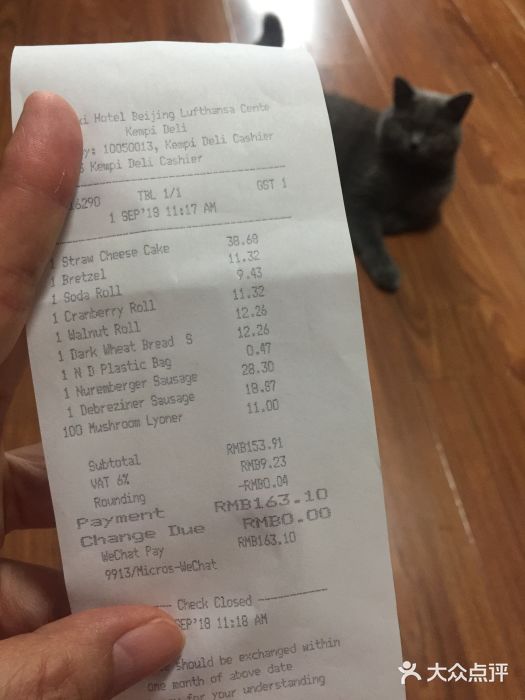 ki Hotel Beijing Lufthansa Cente
Kempi Deli
y: 10050013, Kempi Deli Cashier
Kempi Deli Cashier
16290 TBL 1/1 GST 1
1 SEP'18 11:17 AM
1 Straw Cheese Cake 38.68
1 Bretzel 11.32
1 Soda Roll 9.43
1 Cranberry Roll 11.32
1 Walnut Roll 12.26
1 Dark Wheat Bread S 12.26
1 N D Plastic Bag 0.47
1 Nuremberger Sausage 28.30
1 Debreziner Sausage 18.87
100 Mushroom Lyoner 11.00
Subtotal RMB153.91
VAT 6% RMB9.23
Rounding -RMB0.04
Payment RMB163.10
Change Due RMB0.00
WeChat Pay RMB163.10
9913/Micros-WeChat
Check Closed
SEP'18 11:18 AM
should be exchanged within
one month of above date
for your understanding
大众点评